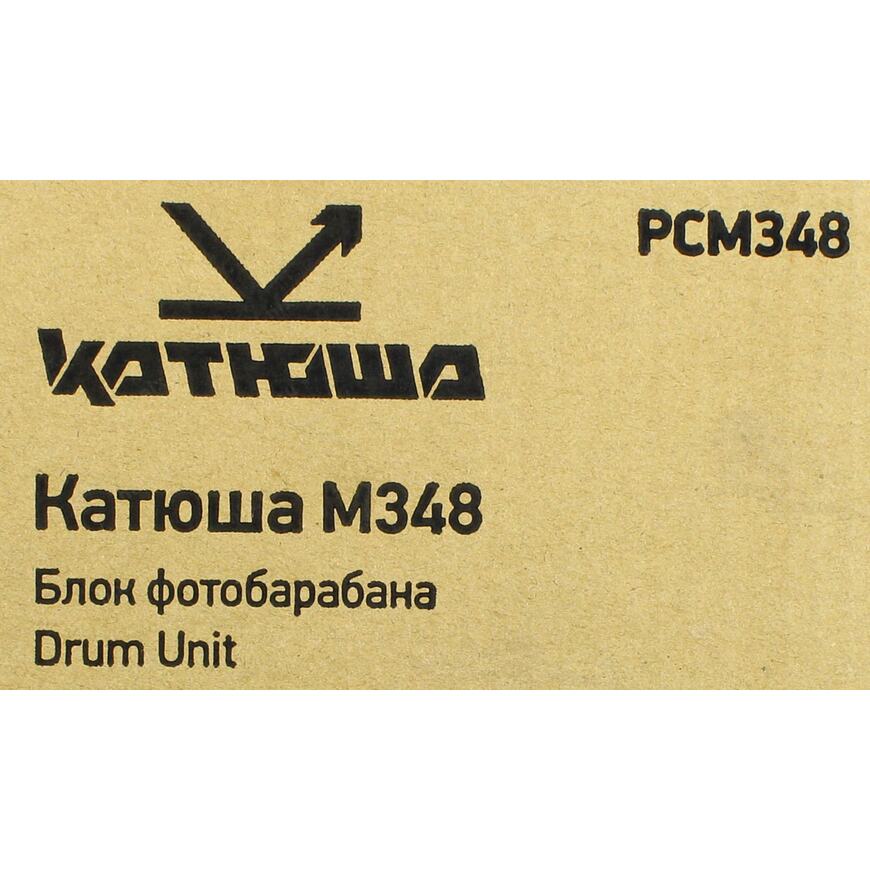 PCM348
Катюша
Катюша M348
Блок фотобарабана
Drum Unit